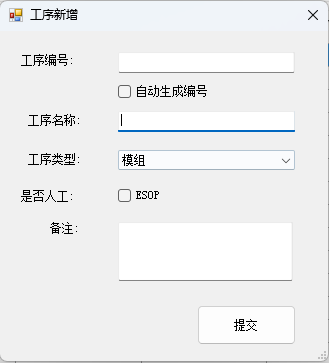 工序新增
工序编号:
自动生成编号
工序名称:
工序类型:
模组
是否人工:
ESOP
备注:
提交